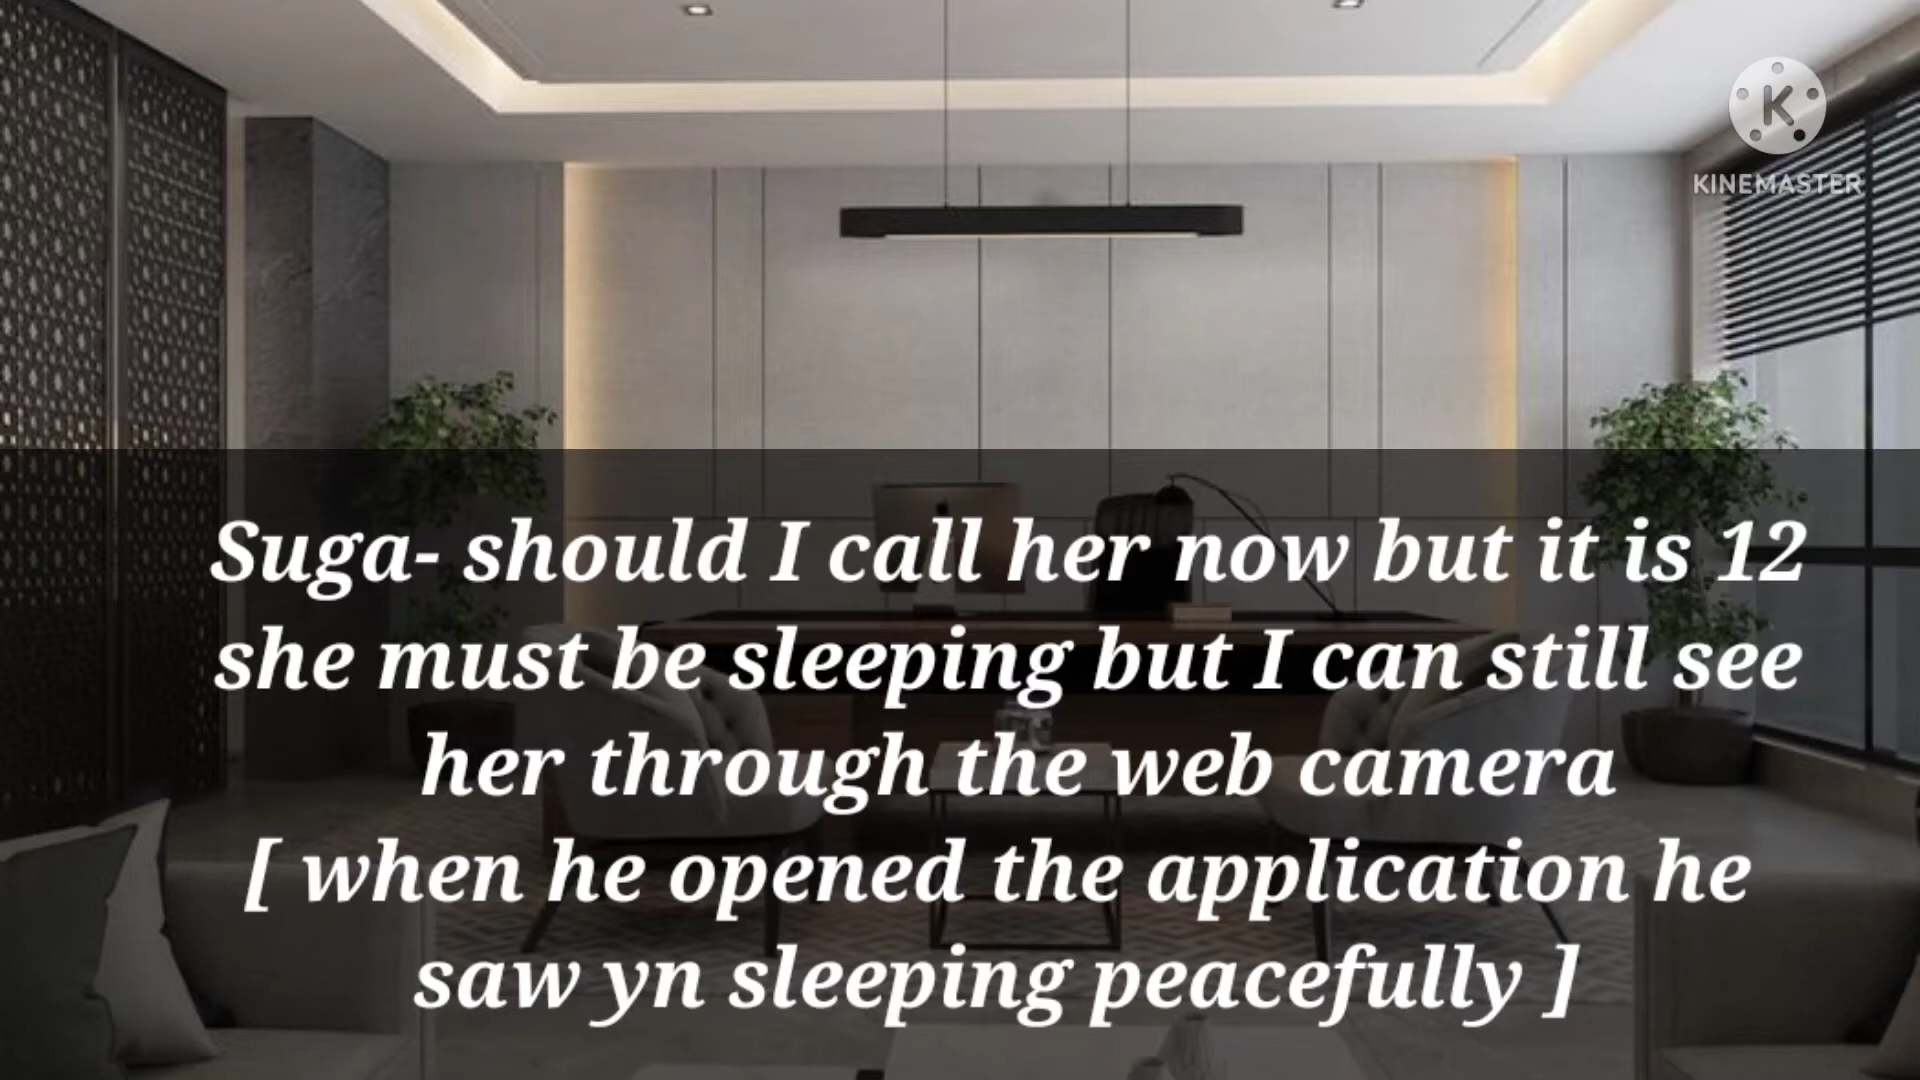 KINEMASTER
Suga- should I call her now but it is 12
she must be sleeping but I can still see
her through the web camera
[ when he opened the application he
saw yn sleeping peacefully ]